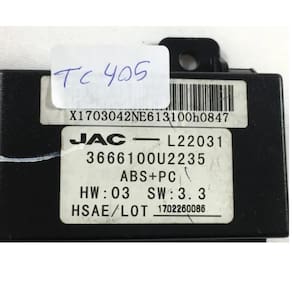 TC 405
X1703042NE613100h0847
JAC — L22031
3666100U2235
ABS+PC
HW:03 SW:3.3
HSAE/LOT 1702260086